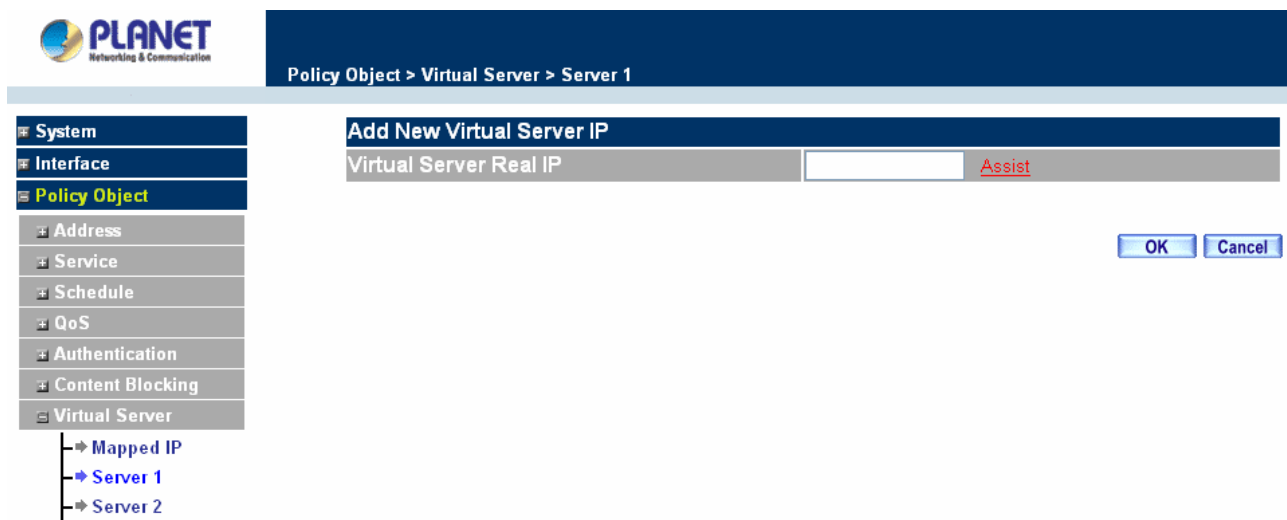 PLANET
Networking & Communication
Policy Object > Virtual Server > Server 1
System
Interface
Policy Object
Address
Service
Schedule
QoS
Authentication
Content Blocking
Virtual Server
Mapped IP
Server 1
Server 2
Add New Virtual Server IP
Virtual Server Real IP Assist
OK Cancel